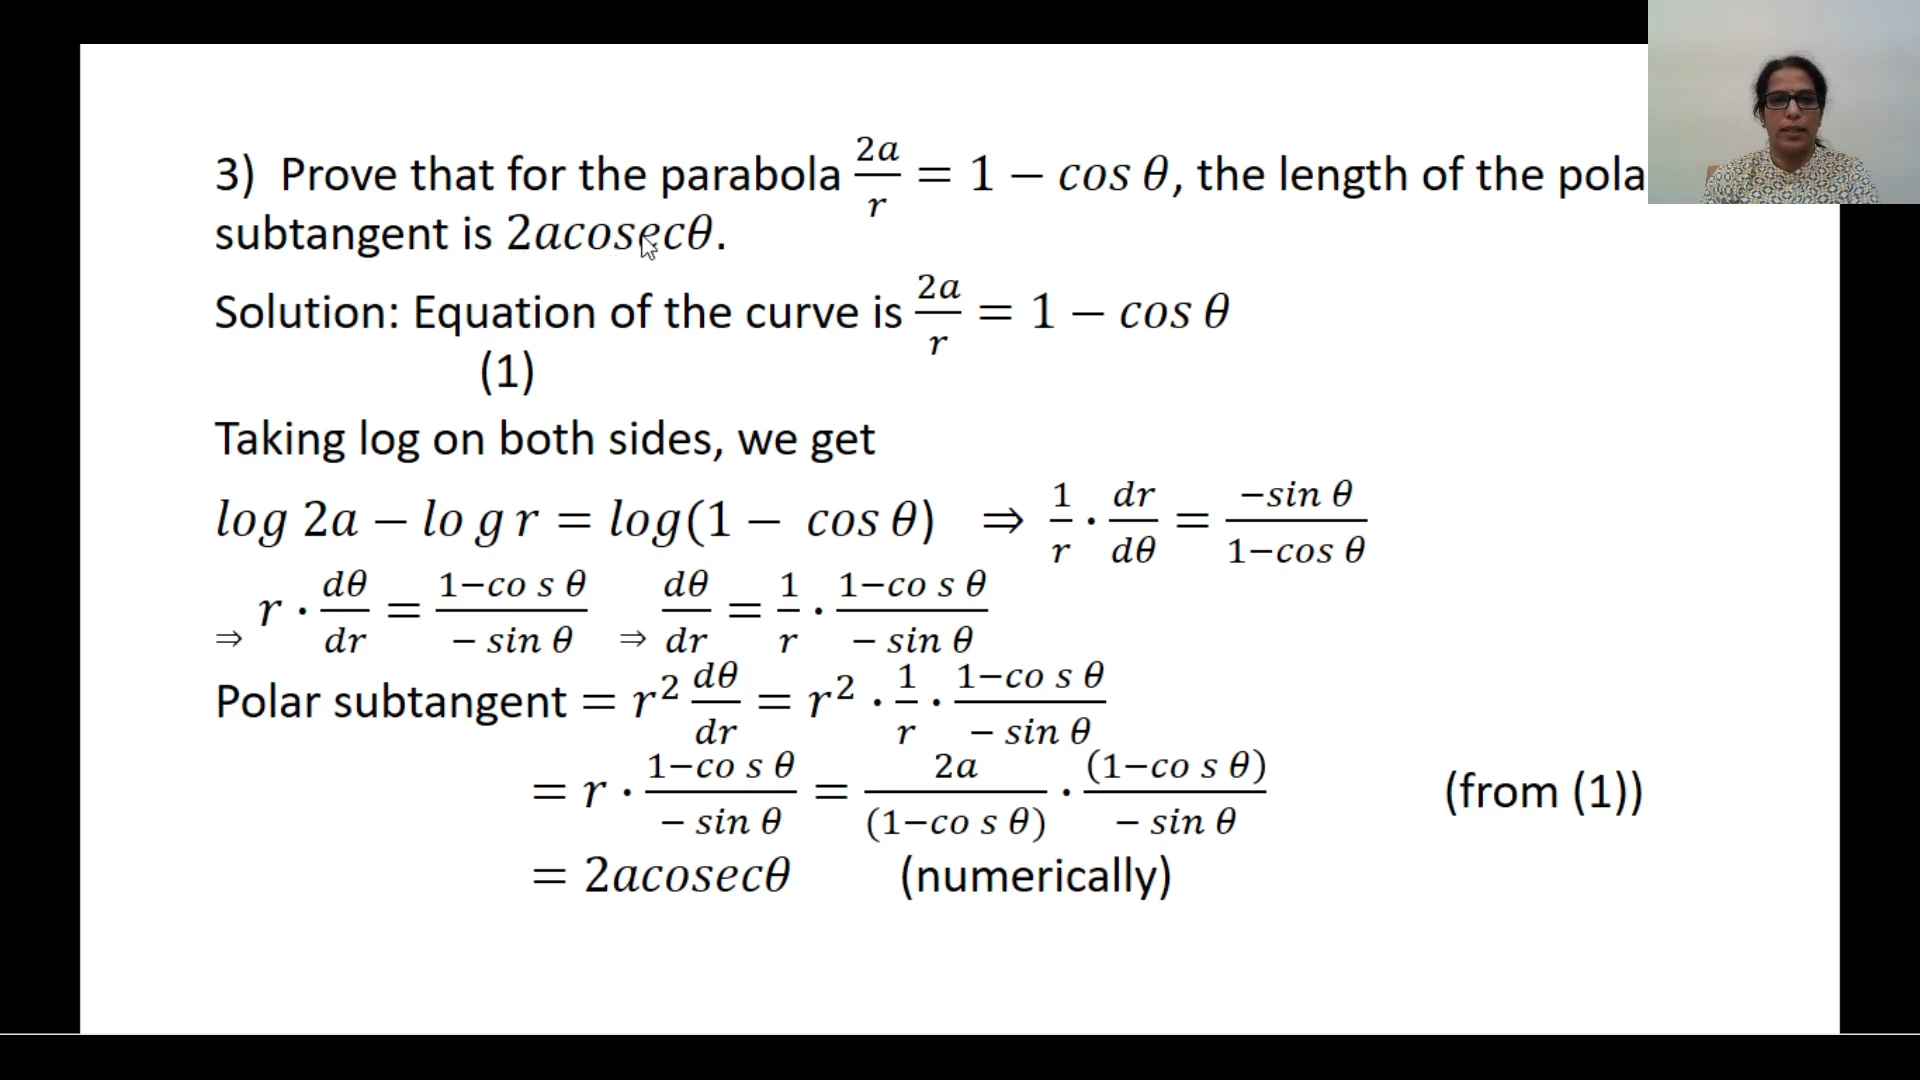 3) Prove that for the parabola 2a/r = 1 − cos θ, the length of the pola
subtangent is 2acosecθ.
Solution: Equation of the curve is 2a/r = 1 − cos θ
(1)
Taking log on both sides, we get
log 2a − lo g r = log(1 − cos θ) ⇒ 1/r · dr/dθ = −sin θ/1−cos θ
⇒ r · dθ/dr = 1−co s θ/− sin θ ⇒ dθ/dr = 1/r · 1−co s θ/− sin θ
Polar subtangent = r² dθ/dr = r² · 1/r · 1−co s θ/− sin θ
= r · 1−co s θ/− sin θ = 2a/(1−co s θ) · (1−co s θ)/− sin θ (from (1))
= 2acosecθ (numerically)